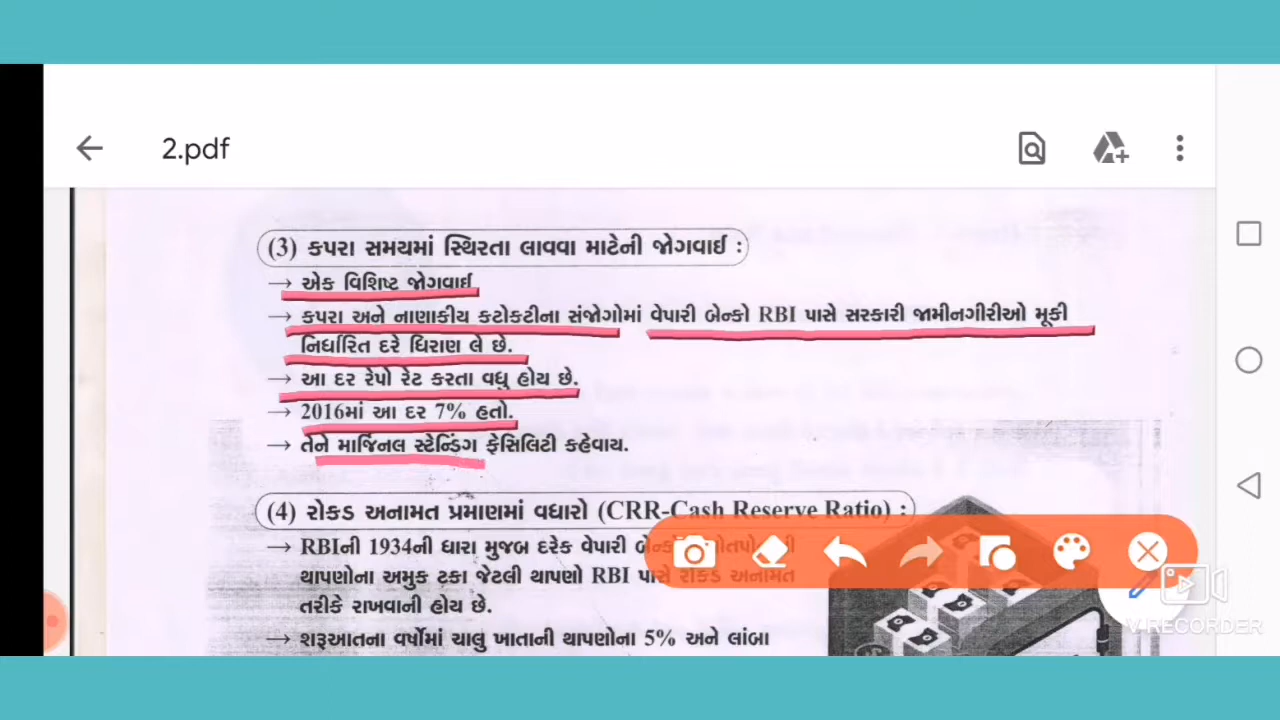 2.pdf
(3) કપરા સમયમાં સ્થિરતા લાવવા માટેની જોગવાઈ :
→ એક વિશિષ્ટ જોગવાઈ
→ કપરા અને નાણાકીય કટોકટીના સંજોગોમાં વેપારી બેન્કો RBI પાસે સરકારી જામીનગીરીઓ મૂકી
નિર્ધારિત દરે ધિરાણ લે છે.
→ આ દર રેપો રેટ કરતા વધુ હોય છે.
→ 2016માં આ દર 7% હતો.
→ તેને માર્જિનલ સ્ટેન્ડિંગ ફેસિલિટી કહેવાય.
(4) રોકડ અનામત પ્રમાણમાં વધારો (CRR-Cash Reserve Ratio) :
→ RBIની 1934ની ધારા મુજબ દરેક વેપારી
થાપણોના અમુક ટકા જેટલી થાપણો RBI પાસે રોકડ અનામત
તરીકે રાખવાની હોય છે.
→ શરૂઆતના વર્ષોમાં ચાલુ ખાતાની થાપણોના 5% અને લાંબા
V RECORDER